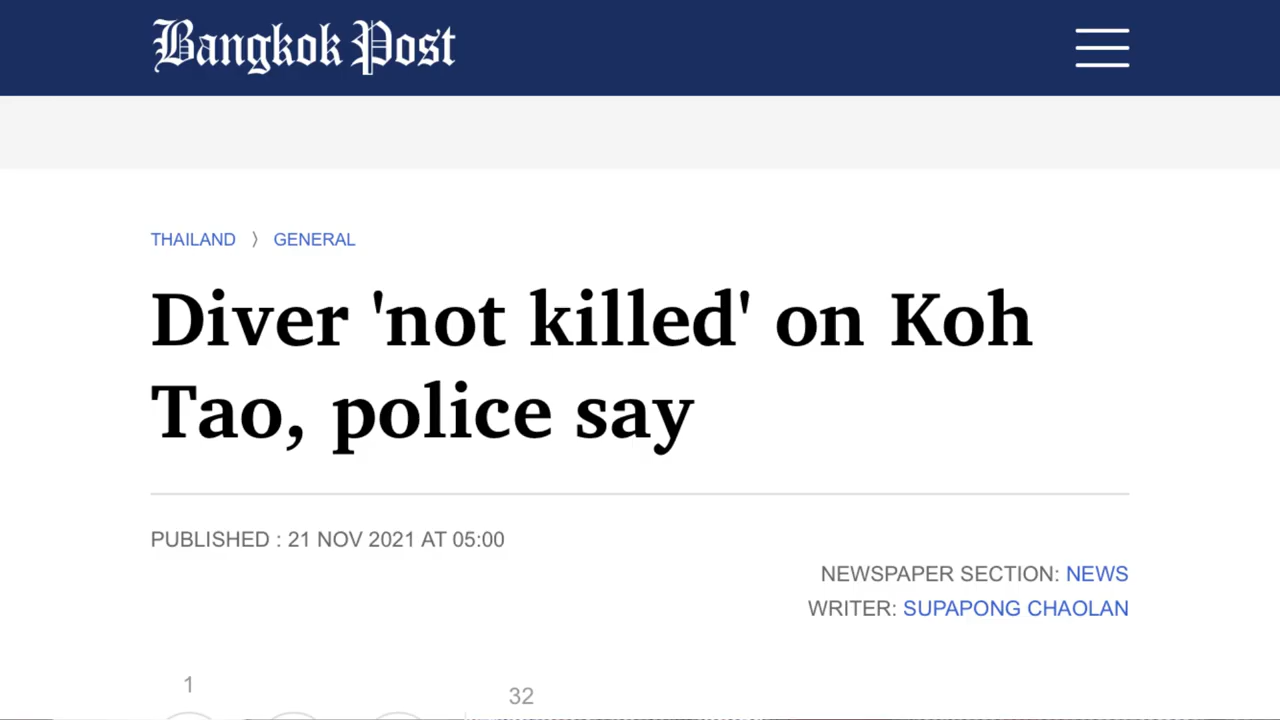 Bangkok Post
THAILAND 〉 GENERAL
Diver 'not killed' on Koh
Tao, police say
PUBLISHED : 21 NOV 2021 AT 05:00
NEWSPAPER SECTION: NEWS
WRITER: SUPAPONG CHAOLAN
1
32